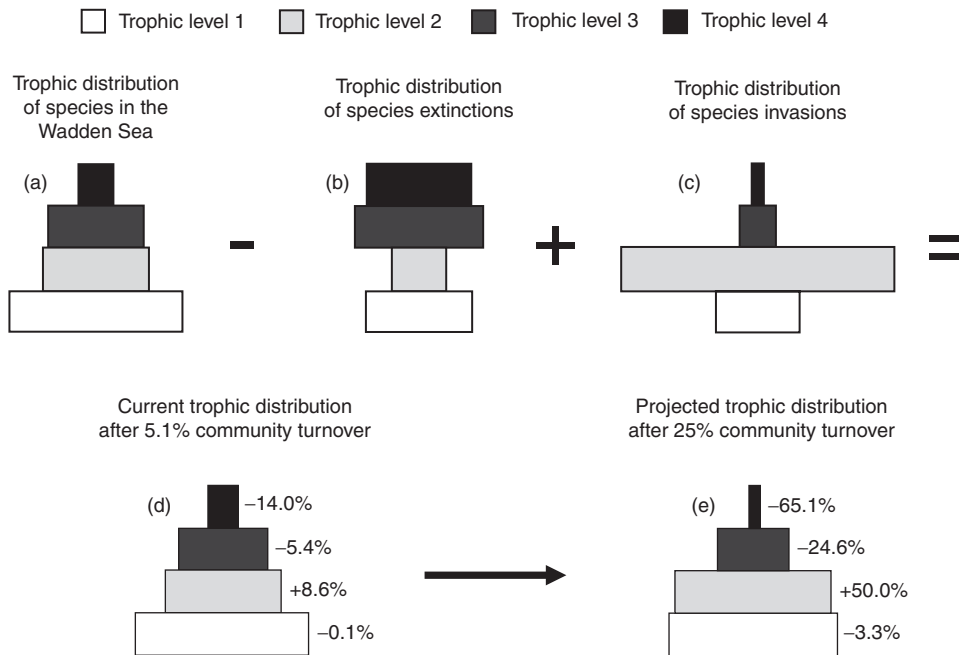 Trophic level 1 Trophic level 2 Trophic level 3 Trophic level 4
Trophic distribution
of species in the
Wadden Sea
Trophic distribution
of species extinctions
Trophic distribution
of species invasions
(a)
(b)
(c)
–
+
=
Current trophic distribution
after 5.1% community turnover
(d)
–14.0%
–5.4%
+8.6%
–0.1%
Projected trophic distribution
after 25% community turnover
(e)
–65.1%
–24.6%
+50.0%
–3.3%